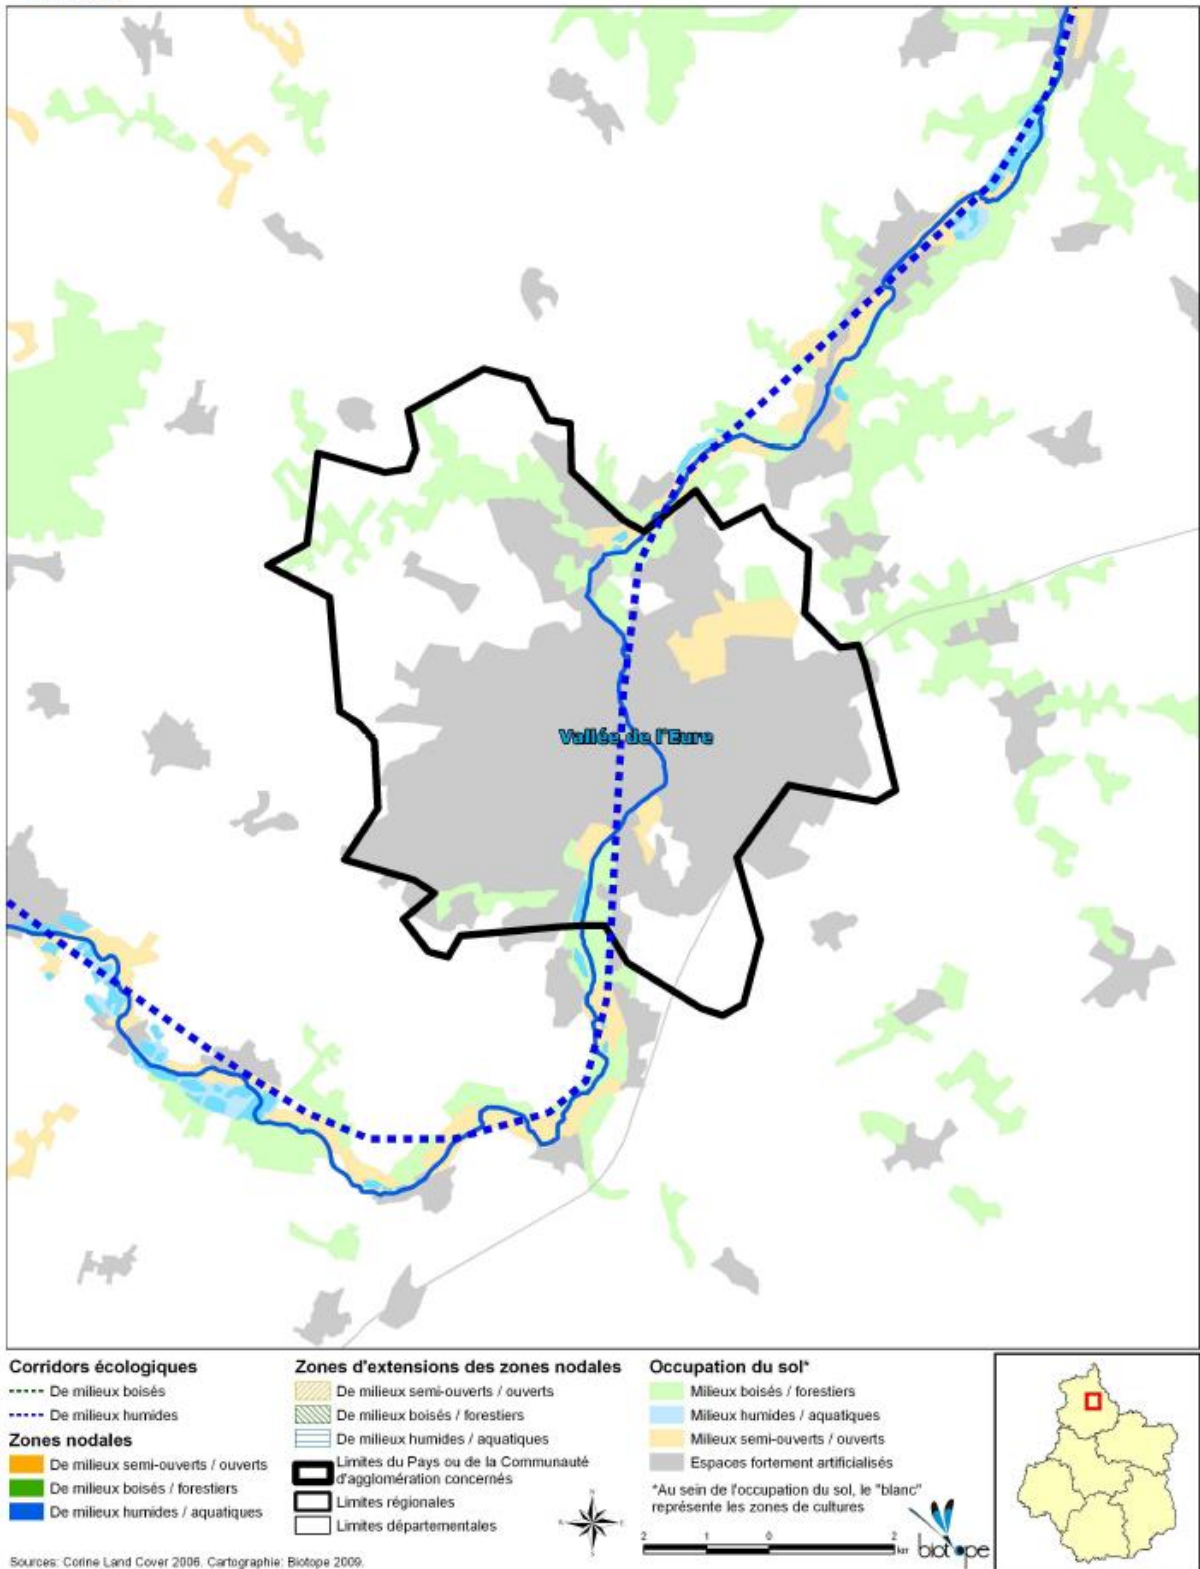 Vallée de l'Eure
Corridors écologiques
De milieux boisés
De milieux humides
Zones nodales
De milieux semi-ouverts / ouverts
De milieux boisés / forestiers
De milieux humides / aquatiques
Zones d'extensions des zones nodales
De milieux semi-ouverts / ouverts
De milieux boisés / forestiers
De milieux humides / aquatiques
Limites du Pays ou de la Communauté
d'agglomération concernés
Limites régionales
Limites départementales
Occupation du sol*
Milieux boisés / forestiers
Milieux humides / aquatiques
Milieux semi-ouverts / ouverts
Espaces fortement artificialisés
*Au sein de l'occupation du sol, le "blanc"
représente les zones de cultures
2 1 0 2
km
biotope
Sources: Corine Land Cover 2006. Cartographie: Biotope 2009.